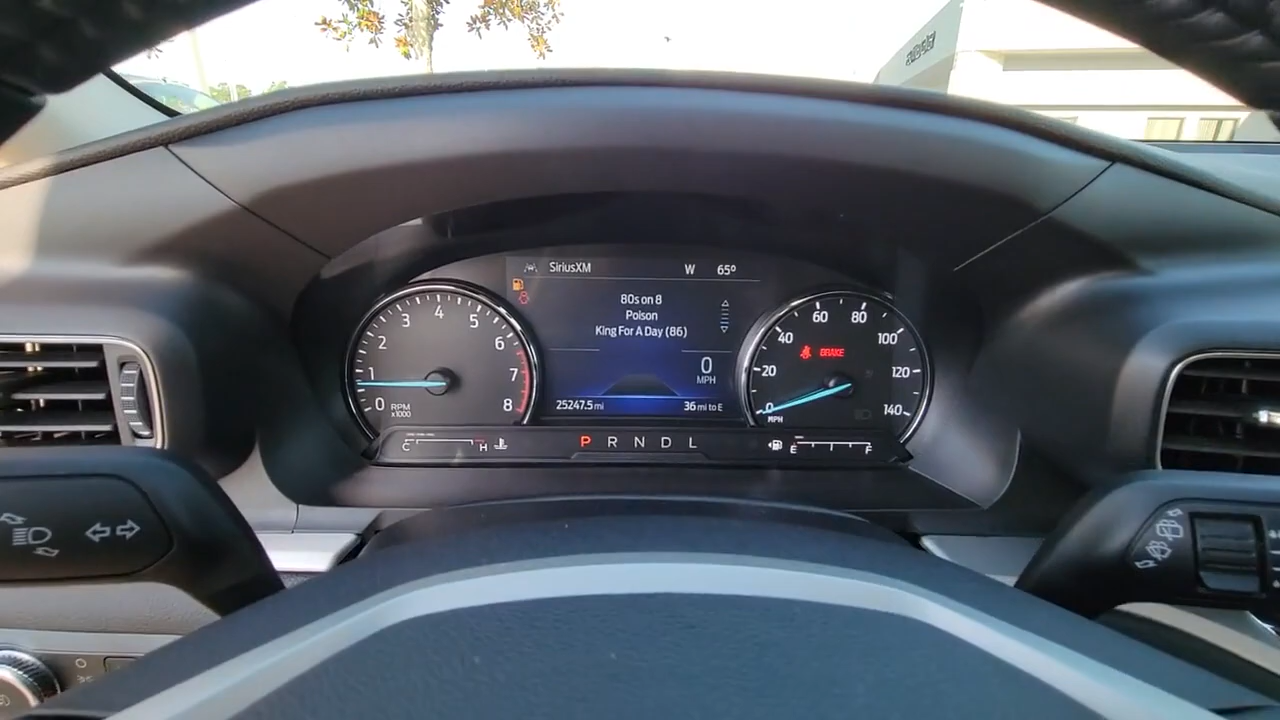 SiriusXM W 65°
80s on 8
Poison
King For A Day (86)
0
MPH
25247.5 mi 36 mi to E
0 1 2 3 4 5 6 7 8
RPM
x1000
0 20 40 60 80 100 120 140
BRAKE
MPH
C H
P R N D L
E F